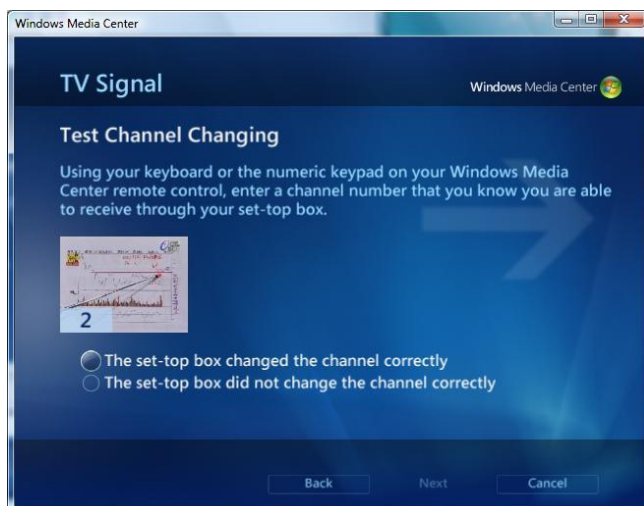 Windows Media Center
TV Signal
Windows Media Center
Test Channel Changing
Using your keyboard or the numeric keypad on your Windows Media
Center remote control, enter a channel number that you know you are able
to receive through your set-top box.
2
The set-top box changed the channel correctly
The set-top box did not change the channel correctly
Back
Next
Cancel